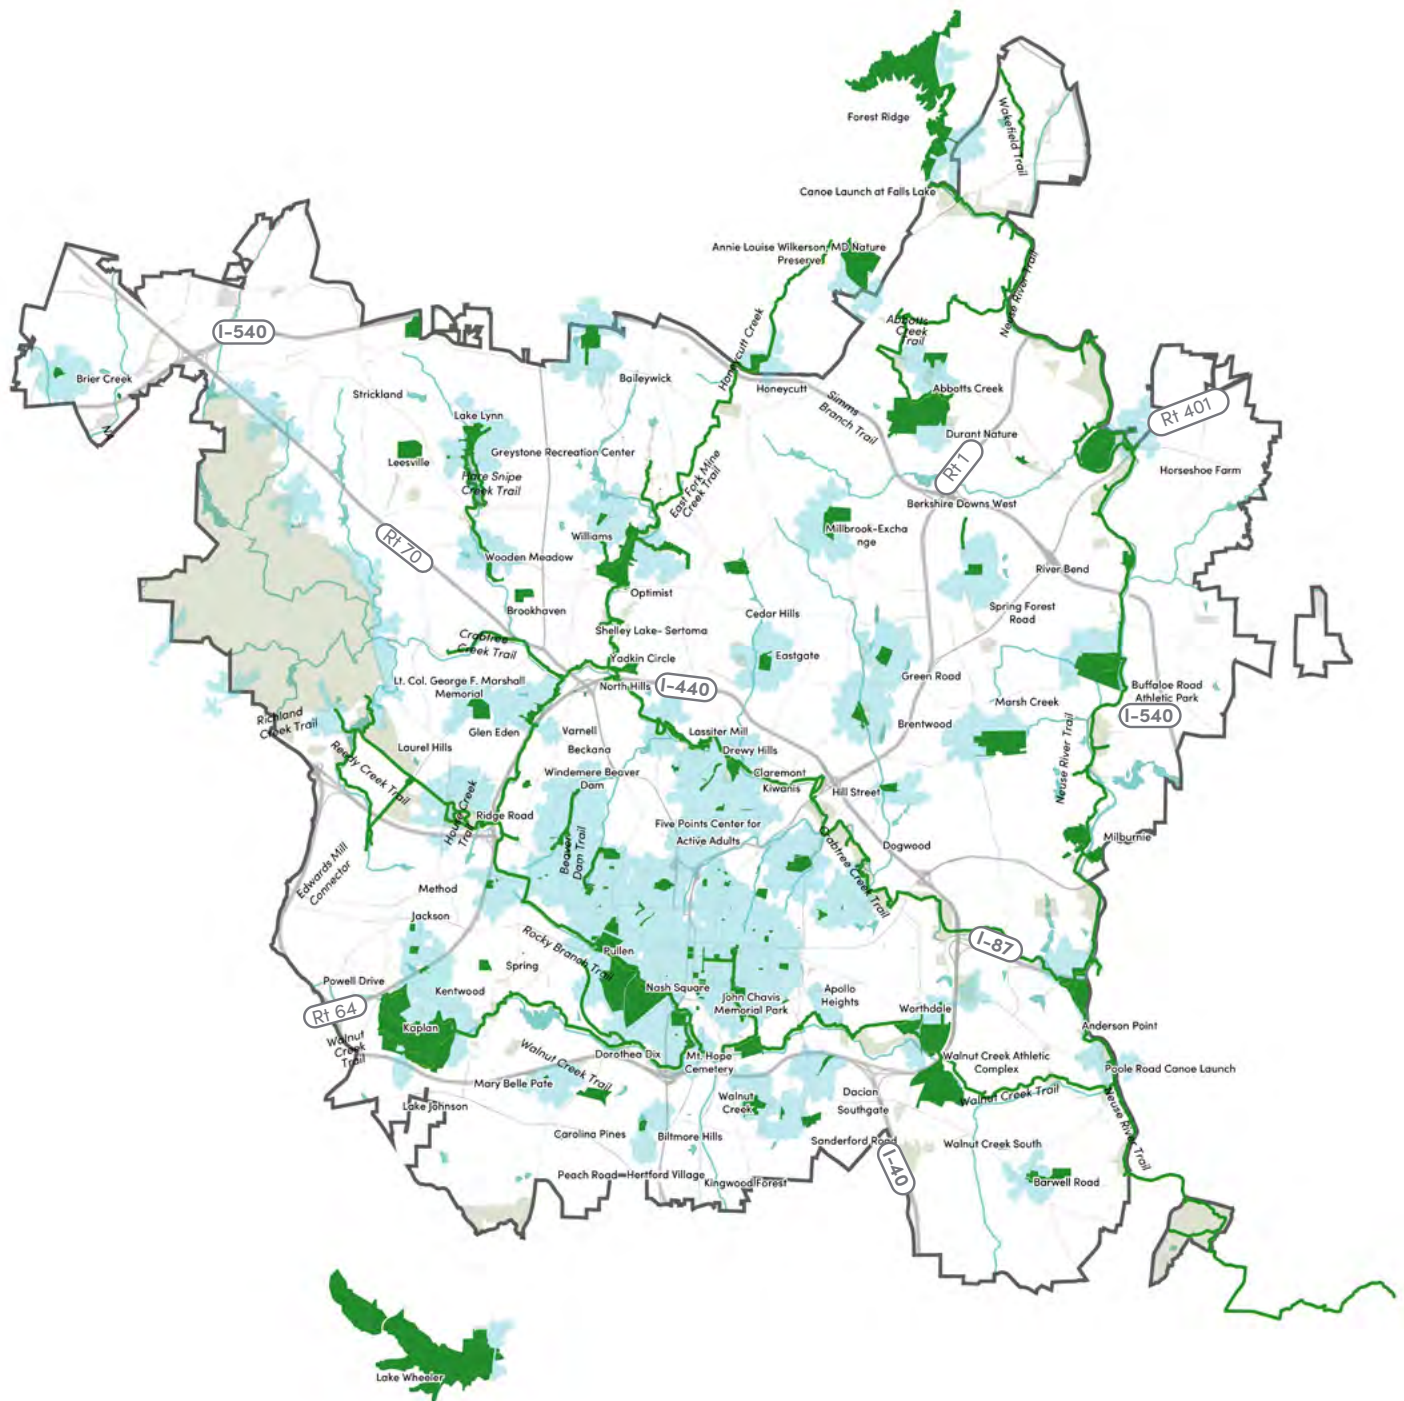 Forest Ridge
Wakefield Trail
Canoe Launch at Falls Lake
Annie Louise Wilkerson, MD Nature
Preserve
Neuse River Trail
Honeycutt Creek
Abbotts
Creek
Trail
I-540
Brier Creek
Baileywick
Honeycutt
Abbotts Creek
Strickland
Simms
Branch Trail
Rt 401
Lake Lynn
Durant Nature
Greystone Recreation Center
Leesville
Rt 1
Horseshoe Farm
Hare Snipe
Creek Trail
East Fork Mine
Creek Trail
Berkshire Downs West
Rt 70
Williams
Millbrook-Excha
nge
Wooden Meadow
River Bend
Optimist
Brookhaven
Cedar Hills
Spring Forest
Road
Shelley Lake- Sertoma
Crabtree
Creek Trail
Yadkin Circle
Eastgate
Green Road
Lt. Col. George F. Marshall
Memorial
North Hills
I-440
Buffaloe Road
Athletic Park
Marsh Creek
I-540
Richland
Creek Trail
Glen Eden
Varnell
Lassiter Mill
Brentwood
Laurel Hills
Beckana
Drewy Hills
Neuse River Trail
Reedy Creek Trail
Windemere Beaver
Dam
Claremont
Kiwanis
Hill Street
House Creek
Trail
Ridge Road
Five Points Center for
Active Adults
Milburnie
Beaver
Dam Trail
Crabtree Creek Trail
Dogwood
Edwards Mill
Connector
Method
Jackson
Rocky Branch Trail
Pullen
I-87
Spring
Powell Drive
Kentwood
Nash Square
John Chavis
Memorial Park
Apollo
Heights
Worthdale
Rt 64
Kaplan
Anderson Point
Walnut
Creek
Trail
Walnut Creek Trail
Dorothea Dix
Mt. Hope
Cemetery
Walnut Creek Athletic
Complex
Poole Road Canoe Launch
Mary Belle Pate
Walnut
Creek
Dacian
Walnut Creek Trail
Lake Johnson
Southgate
Neuse River Trail
Carolina Pines
Biltmore Hills
Sanderford Road
Walnut Creek South
I-40
Peach Road
Hertford Village
Kingwood Forest
Barwell Road
Lake Wheeler